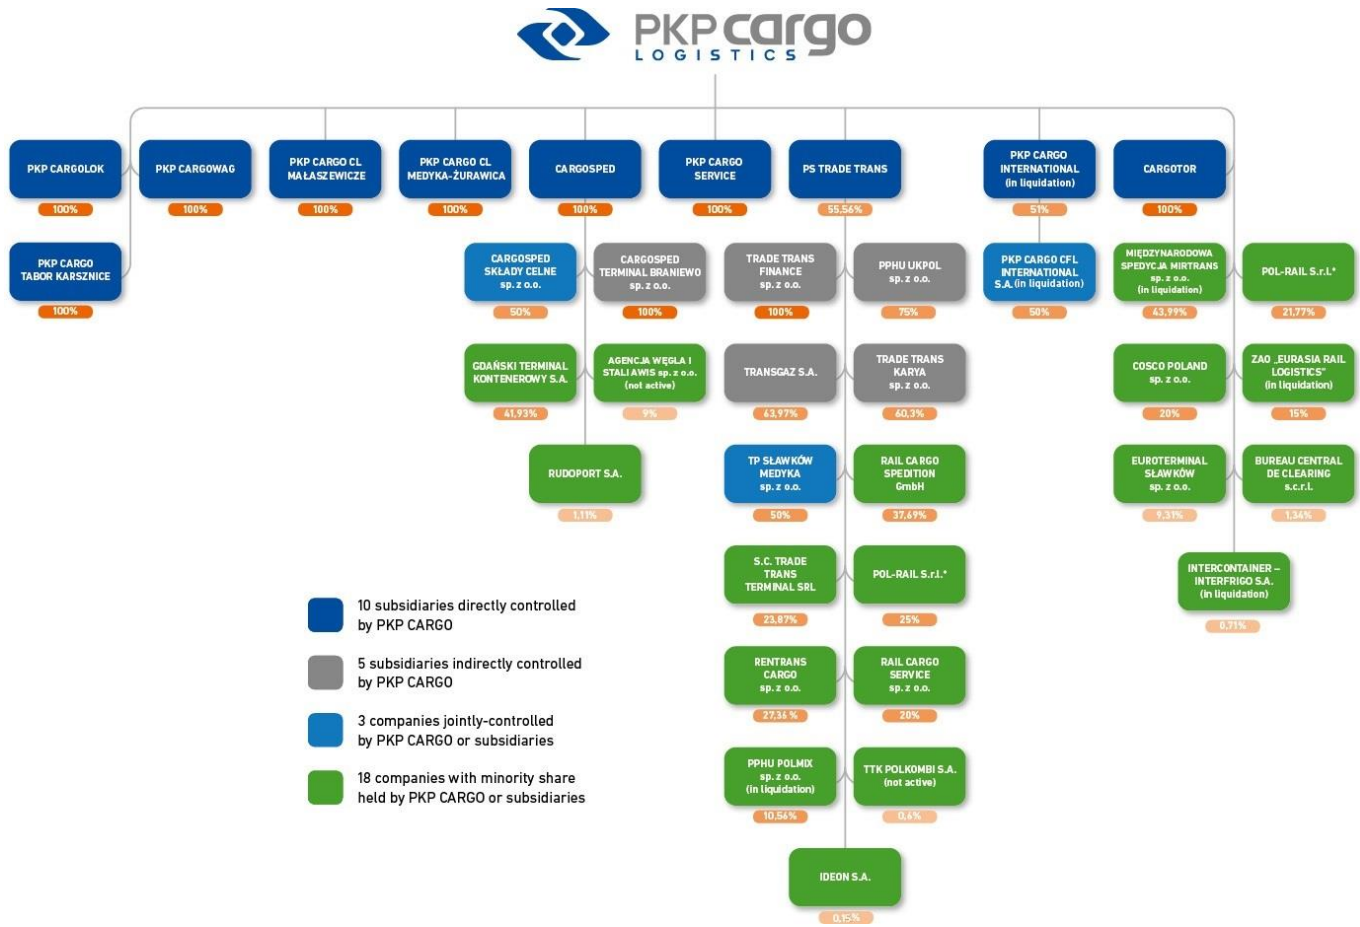 PKP cargo
LOGISTICS
PKP CARGOLOK
100%
PKP CARGOWAG
100%
PKP CARGO CL
MAŁASZEWICZE
100%
PKP CARGO CL
MEDYKA-ŻURAWICA
100%
CARGOSPED
100%
PKP CARGO
SERVICE
100%
PS TRADE TRANS
55,56%
PKP CARGO
INTERNATIONAL
(in liquidation)
51%
CARGOTOR
100%
PKP CARGO
TABOR KARSZNICE
100%
CARGOSPED
SKŁADY CELNE
sp. z o.o.
50%
CARGOSPED
TERMINAL BRANIEWO
sp. z o.o.
100%
TRADE TRANS
FINANCE
sp. z o.o.
100%
PPHU UKPOL
sp. z o.o.
75%
PKP CARGO CFL
INTERNATIONAL
S.A. (in liquidation)
50%
MIĘDZYNARODOWA
SPEDYCJA MIRTRANS
sp. z o.o.
(in liquidation)
43,99%
POL-RAIL S.r.l.*
21,77%
GDAŃSKI TERMINAL
KONTENEROWY S.A.
41,93%
AGENCJA WĘGLA I
STALI AWIS sp. z o.o.
(not active)
9%
TRANSGAZ S.A.
63,97%
TRADE TRANS
KARYA
sp. z o.o.
60,3%
COSCO POLAND
sp. z o.o.
20%
ZAO „EURASIA RAIL
LOGISTICS”
(in liquidation)
15%
RUDOPORT S.A.
1,11%
TP SŁAWKÓW
MEDYKA
sp. z o.o.
50%
RAIL CARGO
SPEDITION
GmbH
37,69%
EUROTERMINAL
SŁAWKÓW
sp. z o.o.
9,31%
BUREAU CENTRAL
DE CLEARING
s.c.r.l.
1,34%
S.C. TRADE
TRANS
TERMINAL SRL
23,87%
POL-RAIL S.r.l.*
25%
INTERCONTAINER –
INTERFRIGO S.A.
(in liquidation)
0,71%
RENTRANS
CARGO
sp. z o.o.
27,36 %
RAIL CARGO
SERVICE
sp. z o.o.
20%
PPHU POLMIX
sp. z o.o.
(in liquidation)
10,56%
TTK POLKOMBI S.A.
(not active)
0,6%
IDEON S.A.
0,15%
10 subsidiaries directly controlled
by PKP CARGO
5 subsidiaries indirectly controlled
by PKP CARGO
3 companies jointly-controlled
by PKP CARGO or subsidiaries
18 companies with minority share
held by PKP CARGO or subsidiaries